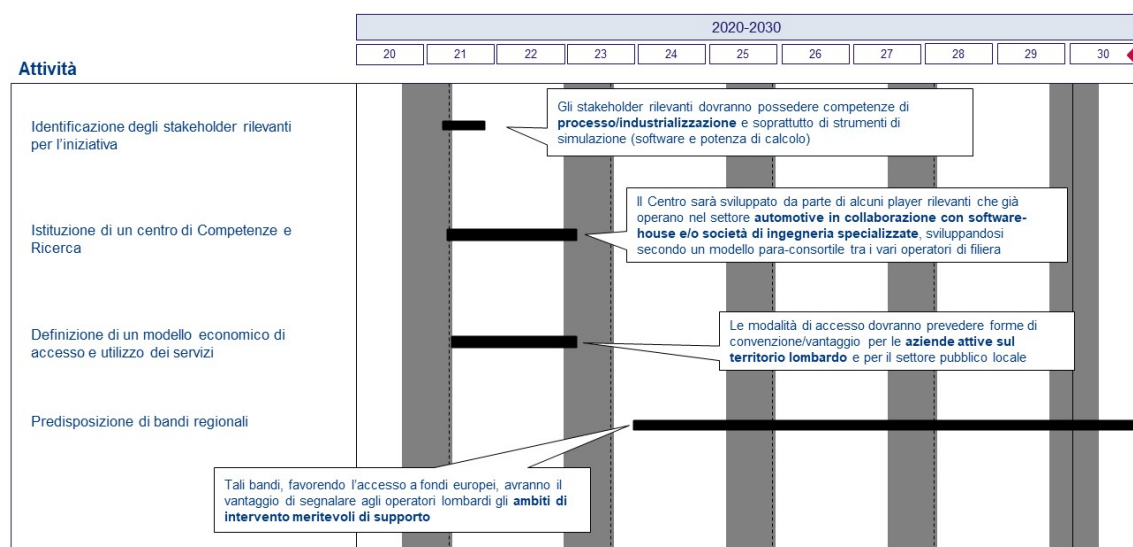 2020-2030
20 21 22 23 24 25 26 27 28 29 30
Attività
Identificazione degli stakeholder rilevanti
per l'iniziativa
Gli stakeholder rilevanti dovranno possedere competenze di
processo/industrializzazione e soprattutto di strumenti di
simulazione (software e potenza di calcolo)
Istituzione di un centro di Competenze e
Ricerca
Il Centro sarà sviluppato da parte di alcuni player rilevanti che già
operano nel settore automotive in collaborazione con software-
house e/o società di ingegneria specializzate, sviluppandosi
secondo un modello para-consortile tra i vari operatori di filiera
Definizione di un modello economico di
accesso e utilizzo dei servizi
Le modalità di accesso dovranno prevedere forme di
convenzione/vantaggio per le aziende attive sul
territorio lombardo e per il settore pubblico locale
Predisposizione di bandi regionali
Tali bandi, favorendo l'accesso a fondi europei, avranno il
vantaggio di segnalare agli operatori lombardi gli ambiti di
intervento meritevoli di supporto